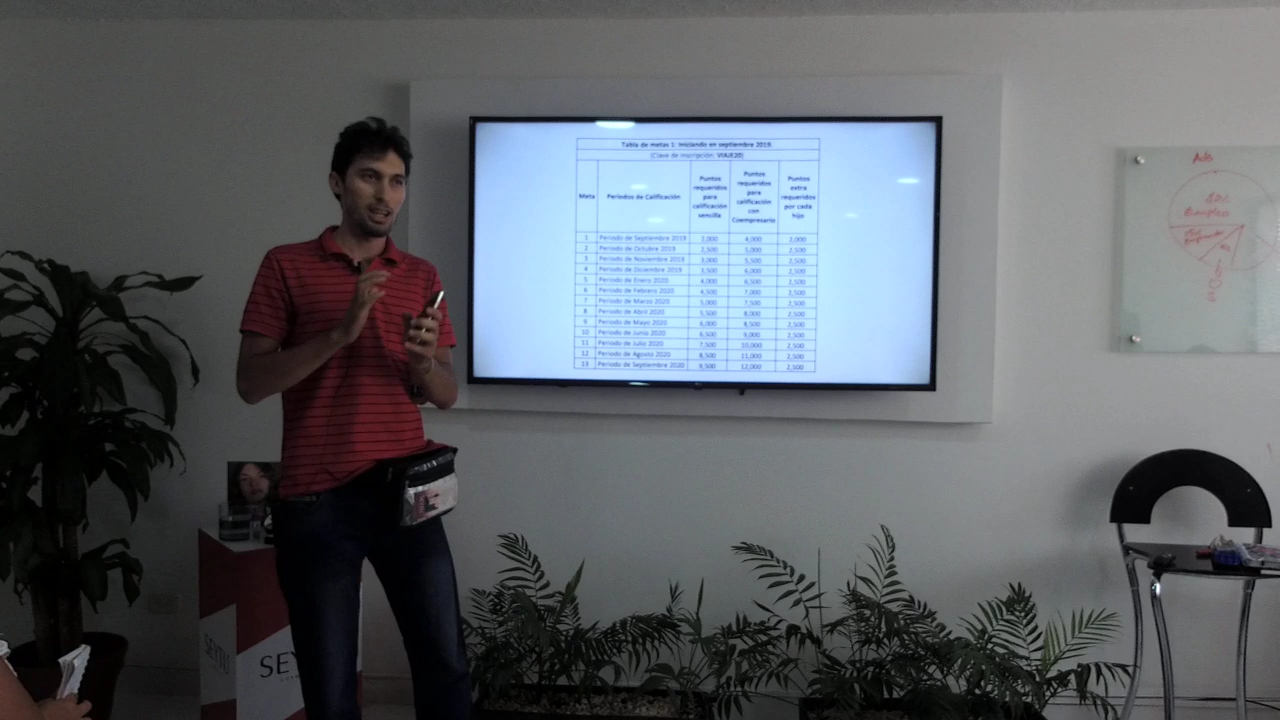 Tabla de metas 1: Iniciando en septiembre 2019.
(Clave de inscripción: VIAJE20)
Meta Periodos de Calificación Puntos requeridos para calificación sencilla Puntos requeridos para calificación con Coempresario Puntos extra requeridos por cada hijo
1 Periodo de Septiembre 2019 2,000 4,000 2,000
2 Periodo de Octubre 2019 2,500 5,000 2,500
3 Periodo de Noviembre 2019 3,000 5,500 2,500
4 Periodo de Diciembre 2019 3,500 6,000 2,500
5 Periodo de Enero 2020 4,000 6,500 2,500
6 Periodo de Febrero 2020 4,500 7,000 2,500
7 Periodo de Marzo 2020 5,000 7,500 2,500
8 Periodo de Abril 2020 5,500 8,000 2,500
9 Periodo de Mayo 2020 6,000 8,500 2,500
10 Periodo de Junio 2020 6,500 9,000 2,500
11 Periodo de Julio 2020 7,500 10,000 2,500
12 Periodo de Agosto 2020 8,500 11,000 2,500
13 Periodo de Septiembre 2020 9,500 12,000 2,500
Empleo
SEYTU
SEY